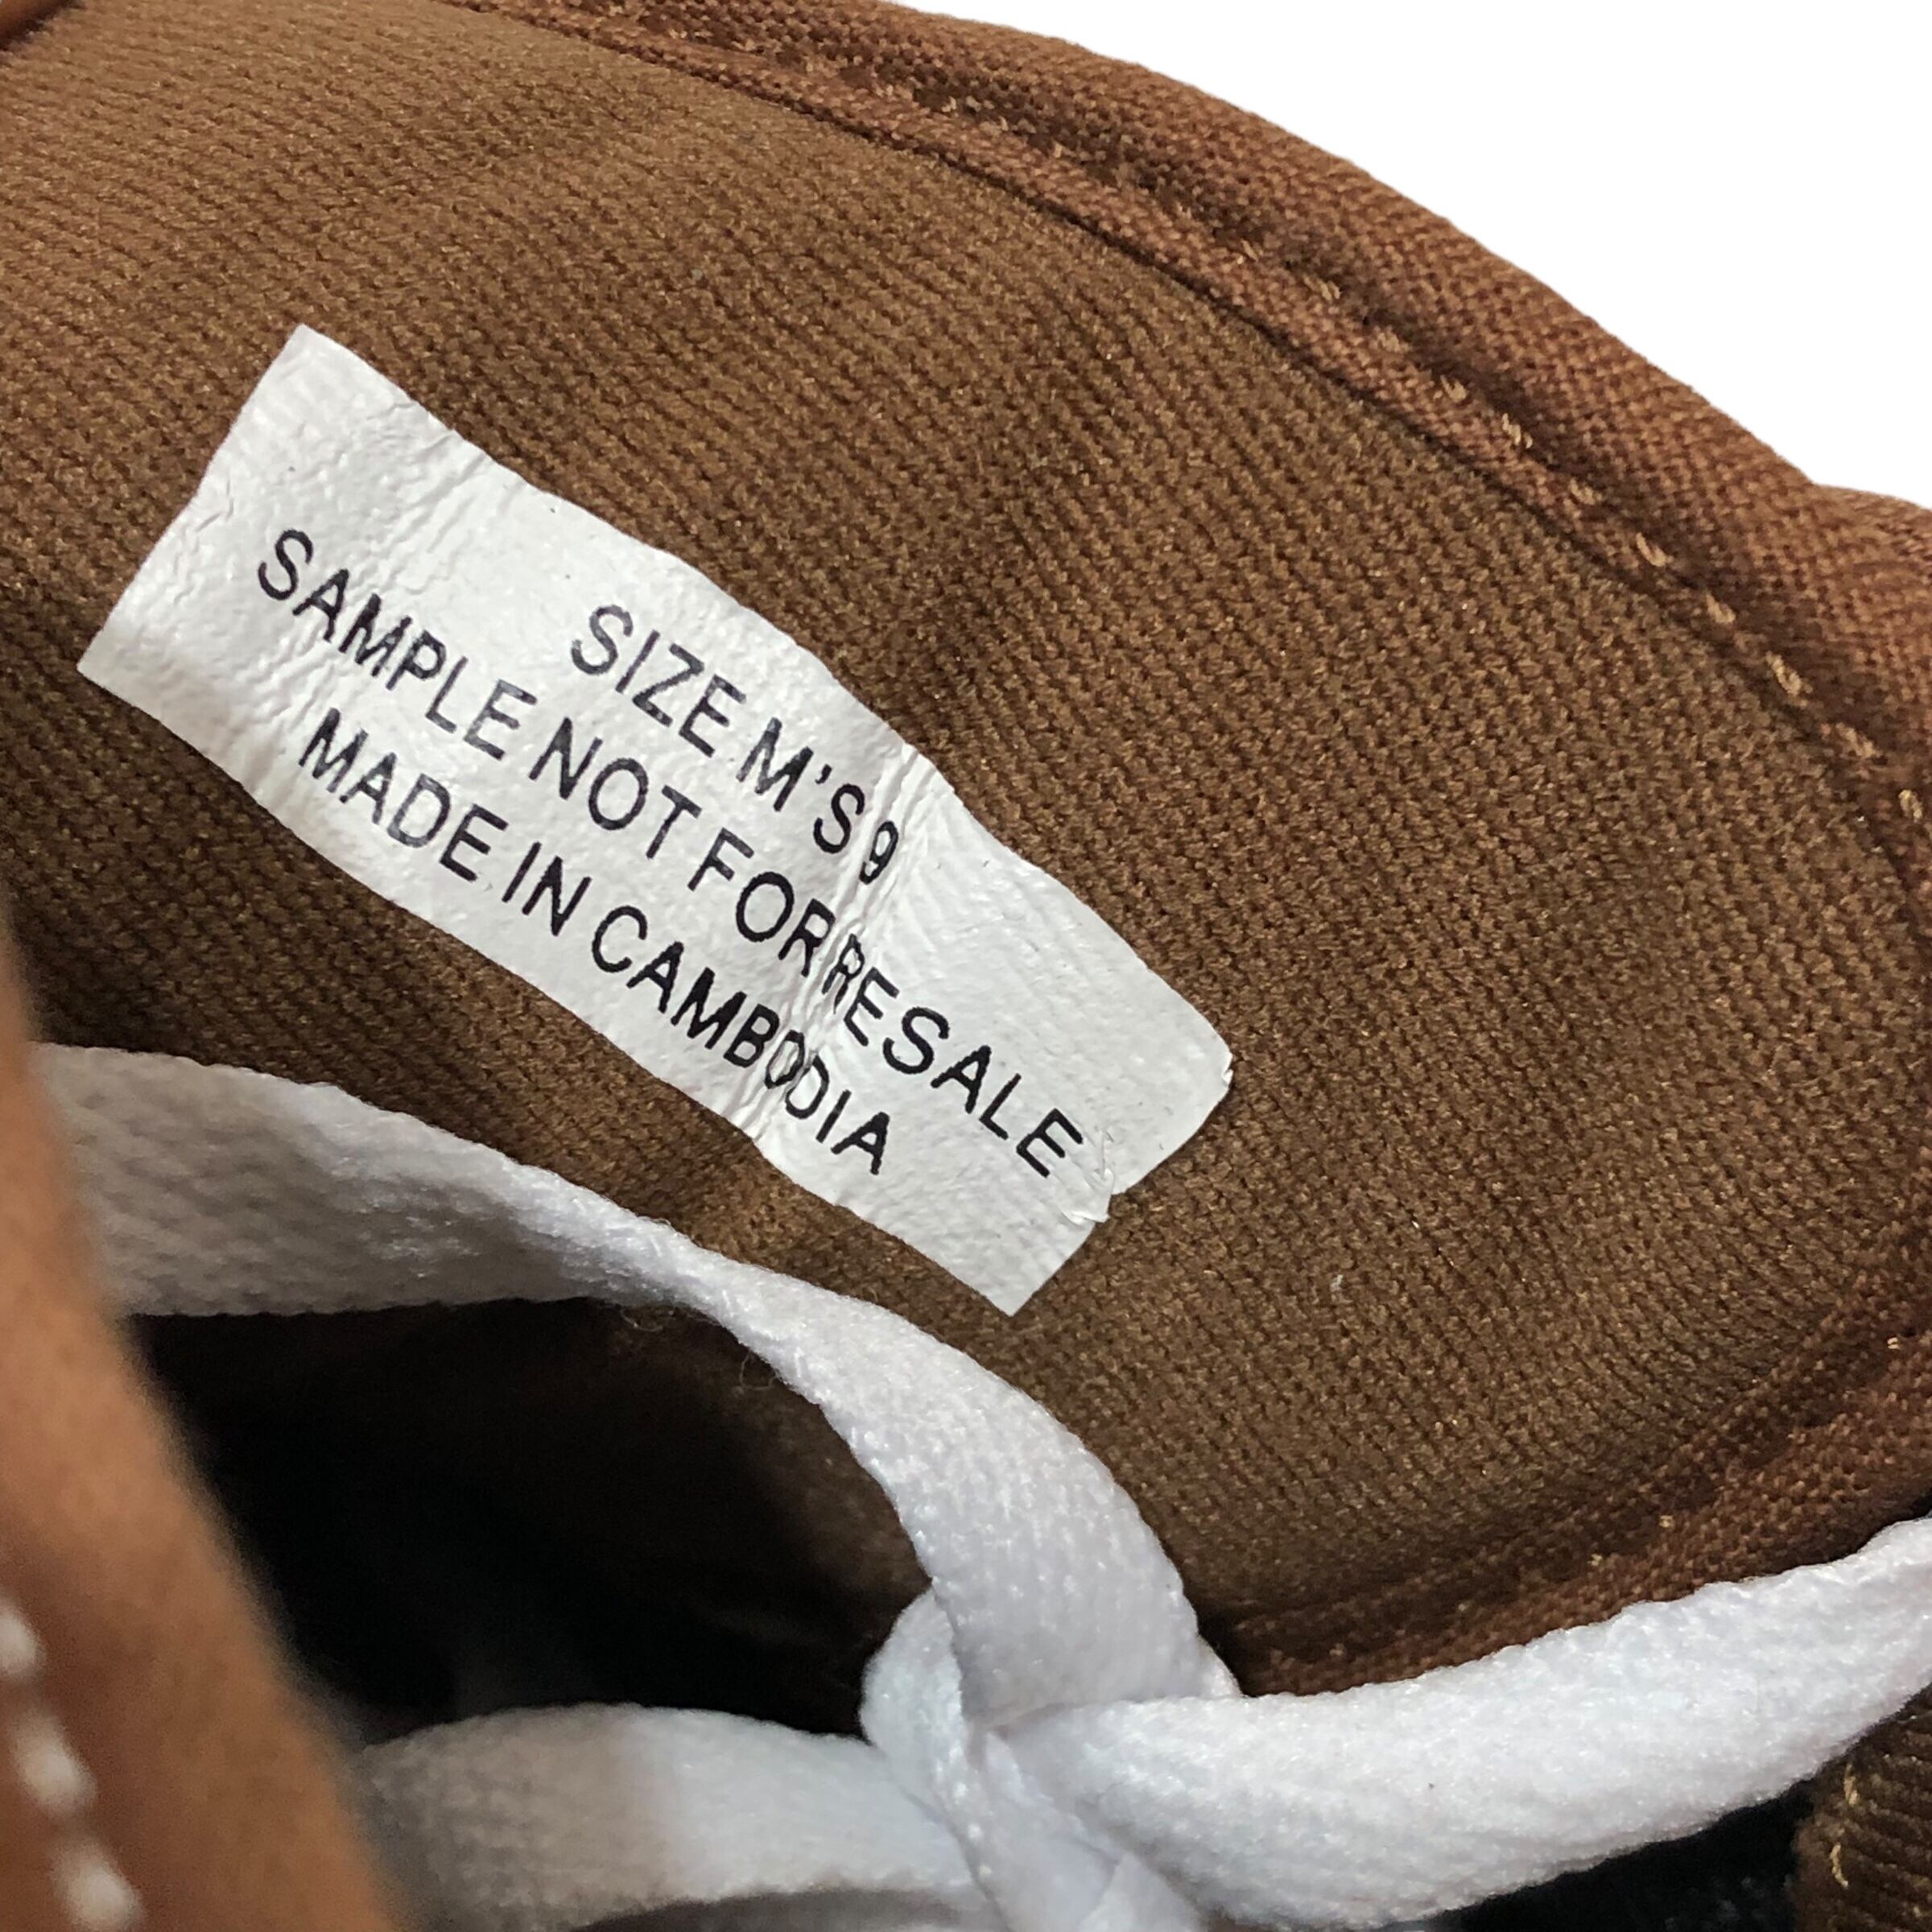 SIZE M'S 9
SAMPLE NOT FOR RESALE
MADE IN CAMBODIA